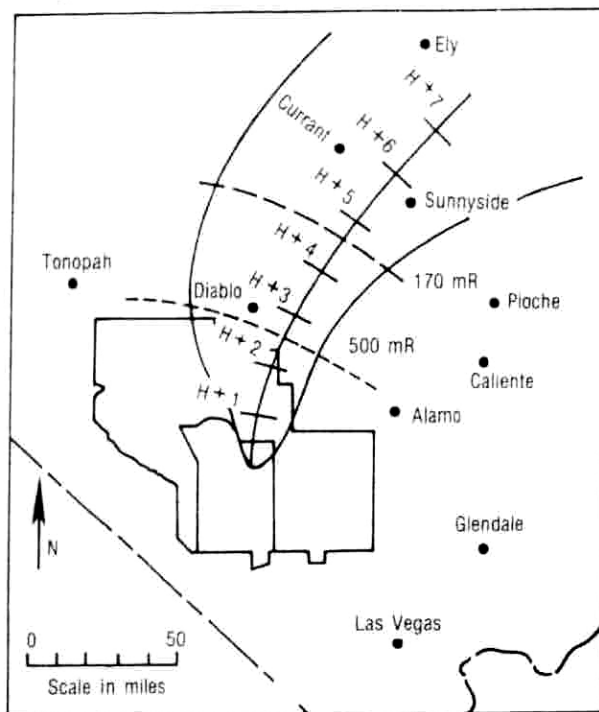 Ely
H + 7
Currant
H + 6
H + 5
Sunnyside
H + 4
Tonopah
170 mR
Diablo
H + 3
Pioche
H + 2
500 mR
Caliente
H + 1
Alamo
N
Glendale
0 50
Las Vegas
Scale in miles